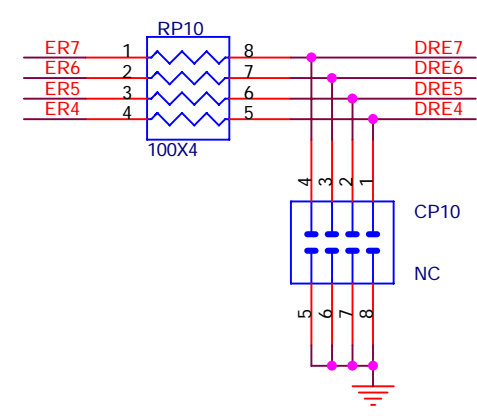 RP10
ER7 1 8 DRE7
ER6 2 7 DRE6
ER5 3 6 DRE5
ER4 4 5 DRE4
100X4
4 3 2 1
CP10
NC
5 6 7 8